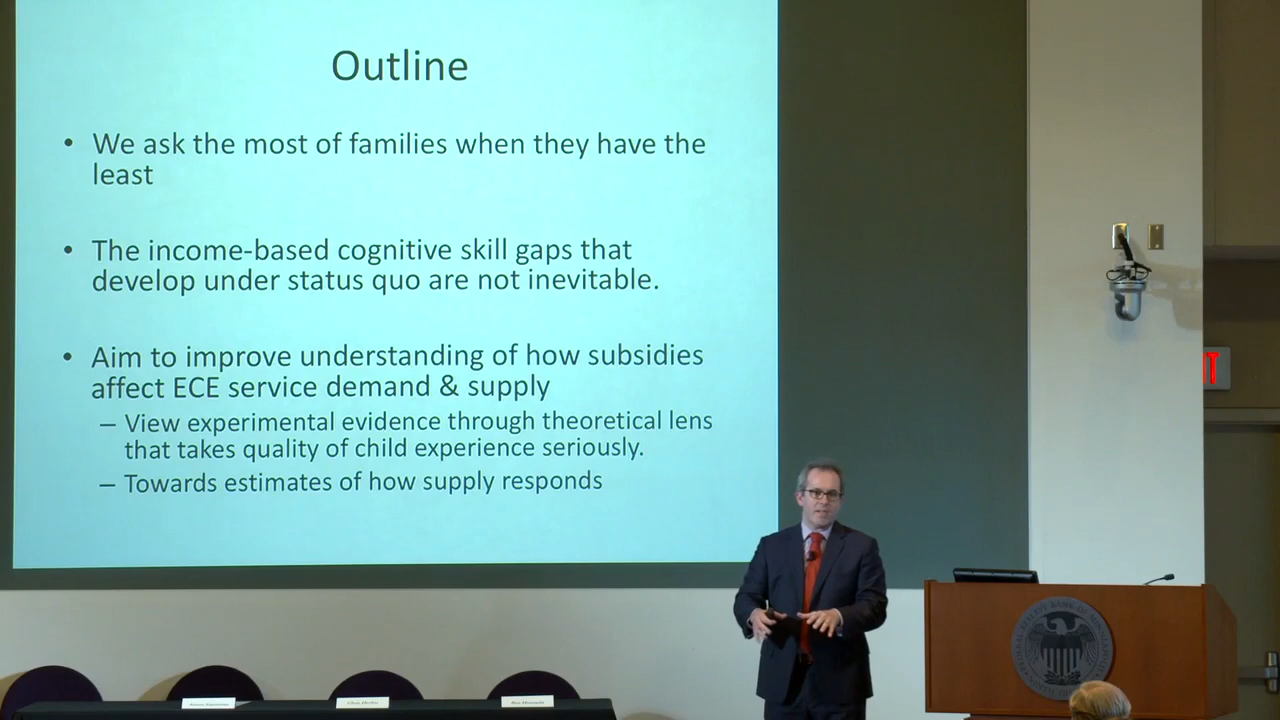 Outline
• We ask the most of families when they have the
least
• The income-based cognitive skill gaps that
develop under status quo are not inevitable.
• Aim to improve understanding of how subsidies
affect ECE service demand & supply
– View experimental evidence through theoretical lens
that takes quality of child experience seriously.
– Towards estimates of how supply responds
IT